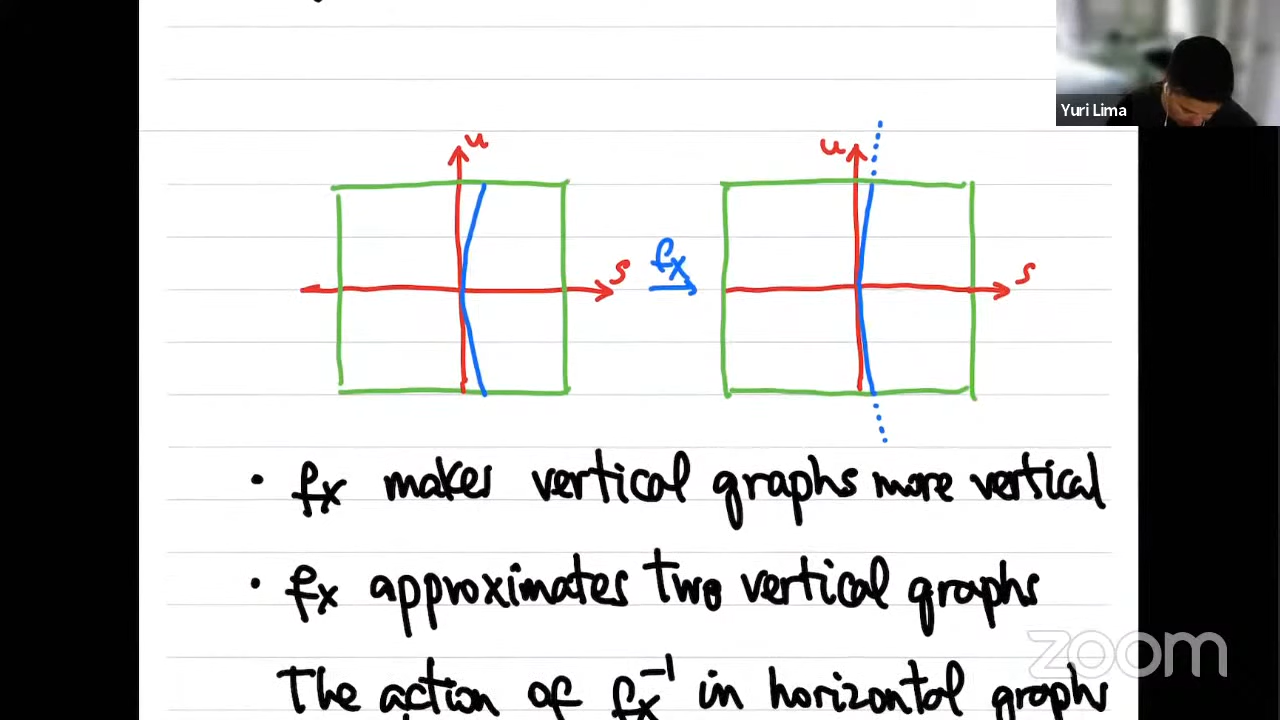 Yuri Lima
u
u
s
fx
s
• fx makes vertical graphs more vertical
• fx approximates two vertical graphs
zoom
The action of fx⁻¹ in horizontal graphs